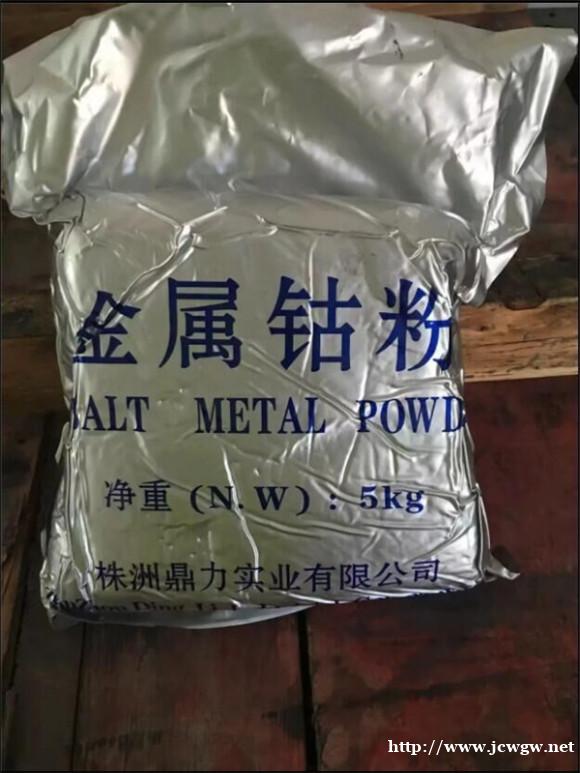 金属钴粉
BALT METAL POWD
净重 (N.W) : 5kg
株洲鼎力实业有限公司
http://www.jcwgw.net